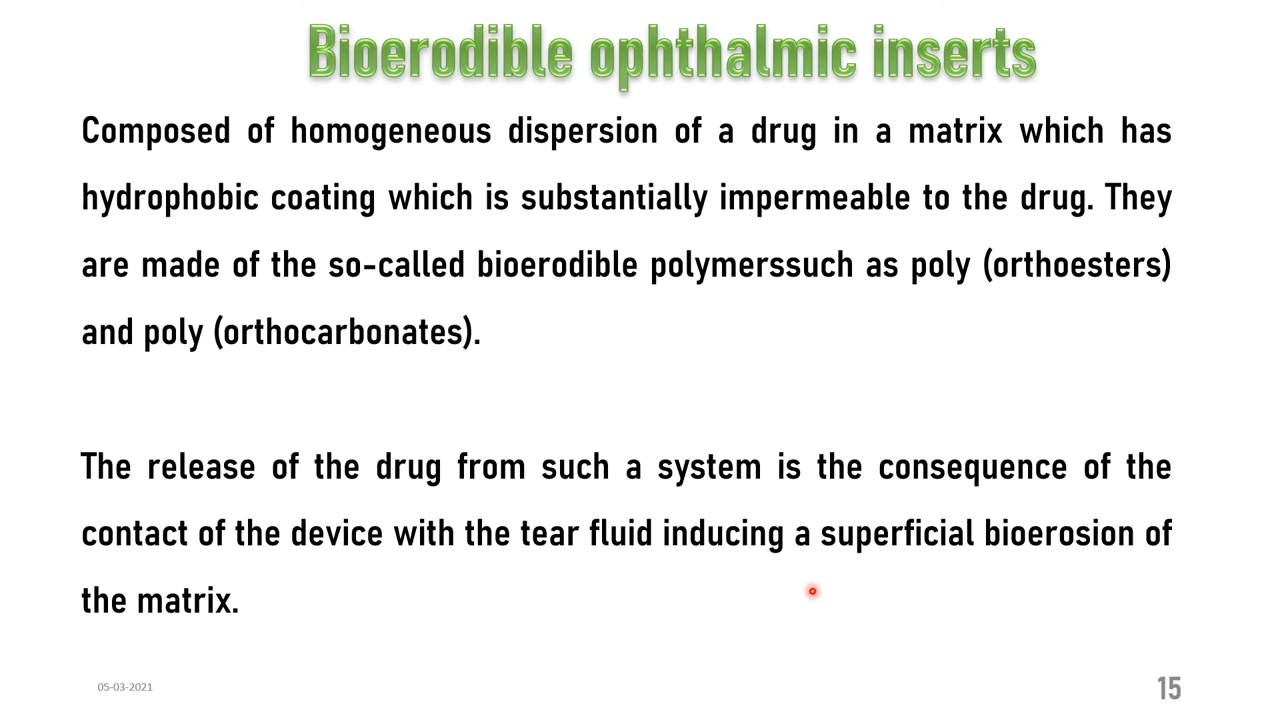 Bioerodible ophthalmic inserts
Composed of homogeneous dispersion of a drug in a matrix which has
hydrophobic coating which is substantially impermeable to the drug. They
are made of the so-called bioerodible polymerssuch as poly (orthoesters)
and poly (orthocarbonates).
The release of the drug from such a system is the consequence of the
contact of the device with the tear fluid inducing a superficial bioerosion of
the matrix.
05-03-2021
15